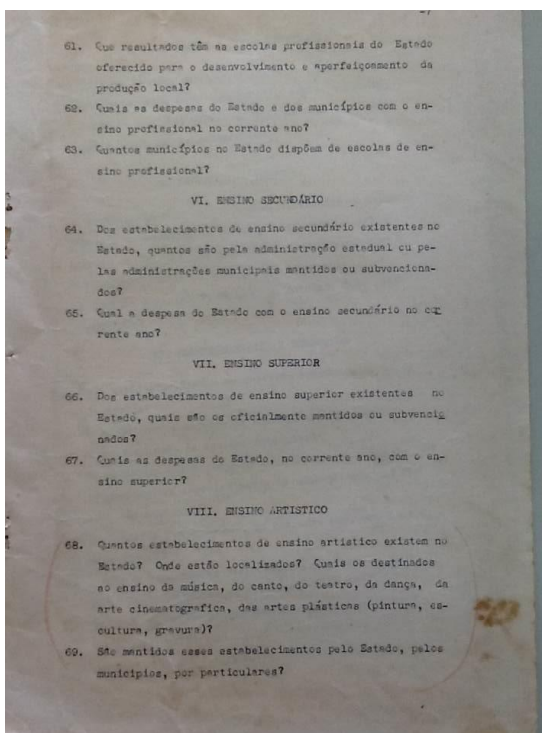 61. Que resultados têm as escolas profissionais do Estado
oferecido para o desenvolvimento e aperfeiçoamento da
produção local?
62. Quais as despesas do Estado e dos municípios com o en-
sino profissional no corrente ano?
63. Quantos municípios no Estado dispõem de escolas de en-
sino profissional?
VI. ENSINO SECUNDÁRIO
64. Dos estabelecimentos de ensino secundário existentes no
Estado, quantos são pela administração estadual ou pe-
las administrações municipais mantidos ou subvenciona-
dos?
65. Qual a despesa do Estado com o ensino secundário no cor
rente ano?
VII. ENSINO SUPERIOR
66. Dos estabelecimentos de ensino superior existentes no
Estado, quais são os oficialmente mantidos ou subvencio
nados?
67. Quais as despesas do Estado, no corrente ano, com o en-
sino superior?
VIII. ENSINO ARTISTICO
68. Quantos estabelecimentos de ensino artistico existem no
Estado? Onde estão localizados? Quais os destinados
ao ensino da música, do canto, do teatro, da dança, da
arte cinematografica, das artes plásticas (pintura, es-
cultura, gravura)?
69. São mantidos esses estabelecimentos pelo Estado, pelos
municipios, por particulares?